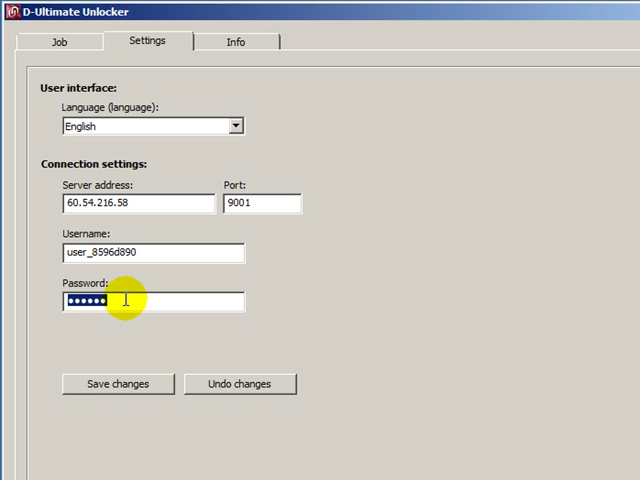 D-Ultimate Unlocker
Job Settings Info
User interface:
Language (language):
English
Connection settings:
Server address: Port:
60.54.216.58 9001
Username:
user_8596d890
Password:
••••••
Save changes Undo changes